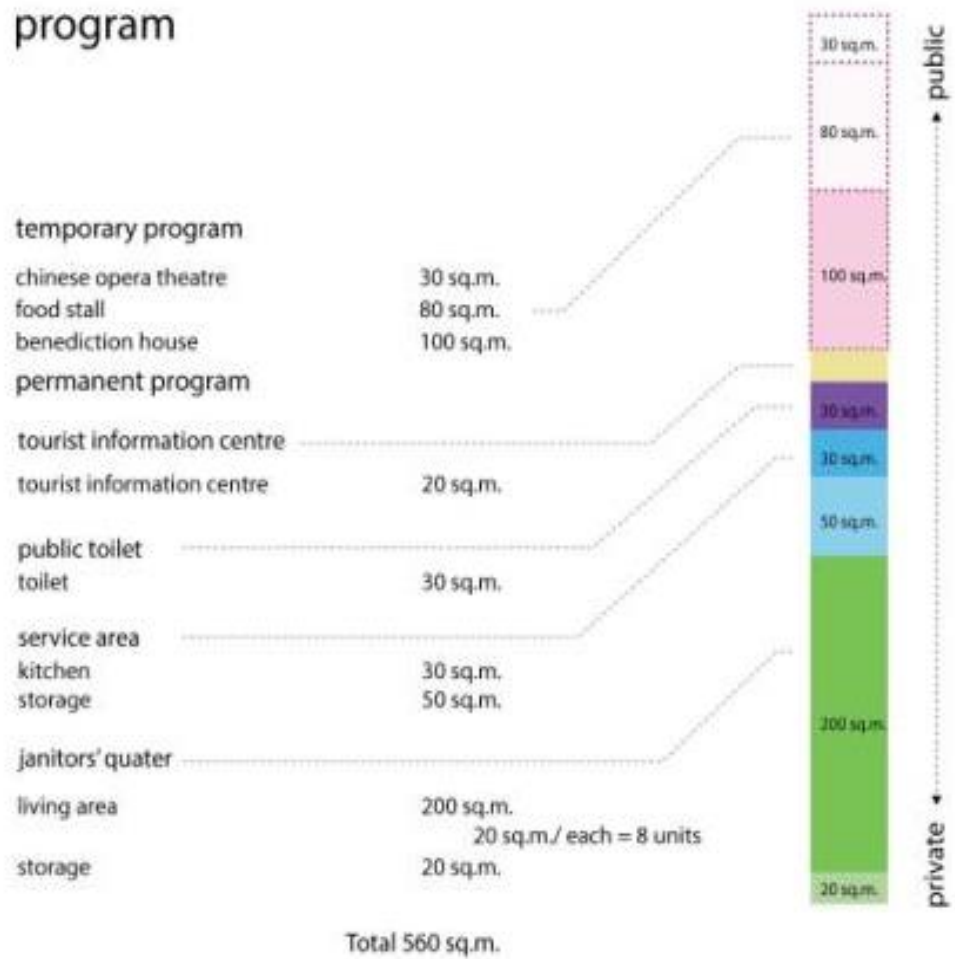 program
temporary program
chinese opera theatre 30 sq.m.
food stall 80 sq.m.
benediction house 100 sq.m.
permanent program
tourist information centre
tourist information centre 20 sq.m.
public toilet
toilet 30 sq.m.
service area
kitchen 30 sq.m.
storage 50 sq.m.
janitors' quater
living area 200 sq.m.
20 sq.m./ each = 8 units
storage 20 sq.m.
Total 560 sq.m.
30 sq.m.
80 sq.m.
100 sq.m.
30 sq.m.
30 sq.m.
50 sq.m.
200 sq.m.
20 sq.m.
public
private